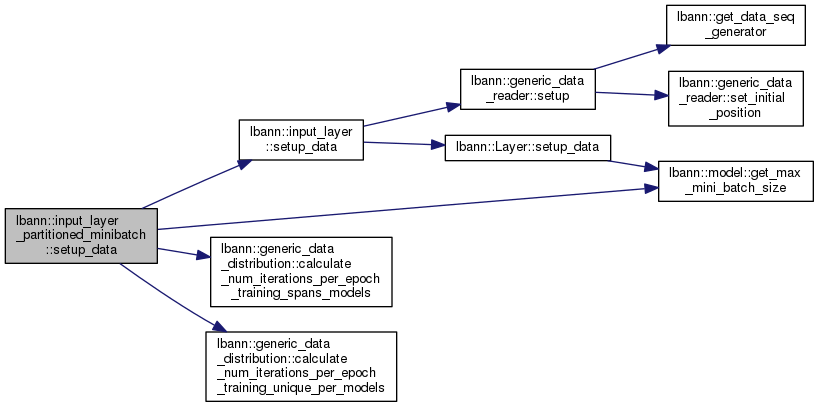 lbann::input_layer
_partitioned_minibatch
::setup_data
lbann::input_layer
::setup_data
lbann::generic_data
_reader::setup
lbann::get_data_seq
_generator
lbann::generic_data
_reader::set_initial
_position
lbann::Layer::setup_data
lbann::model::get_max
_mini_batch_size
lbann::generic_data
_distribution::calculate
_num_iterations_per_epoch
_training_spans_models
lbann::generic_data
_distribution::calculate
_num_iterations_per_epoch
_training_unique_per_models